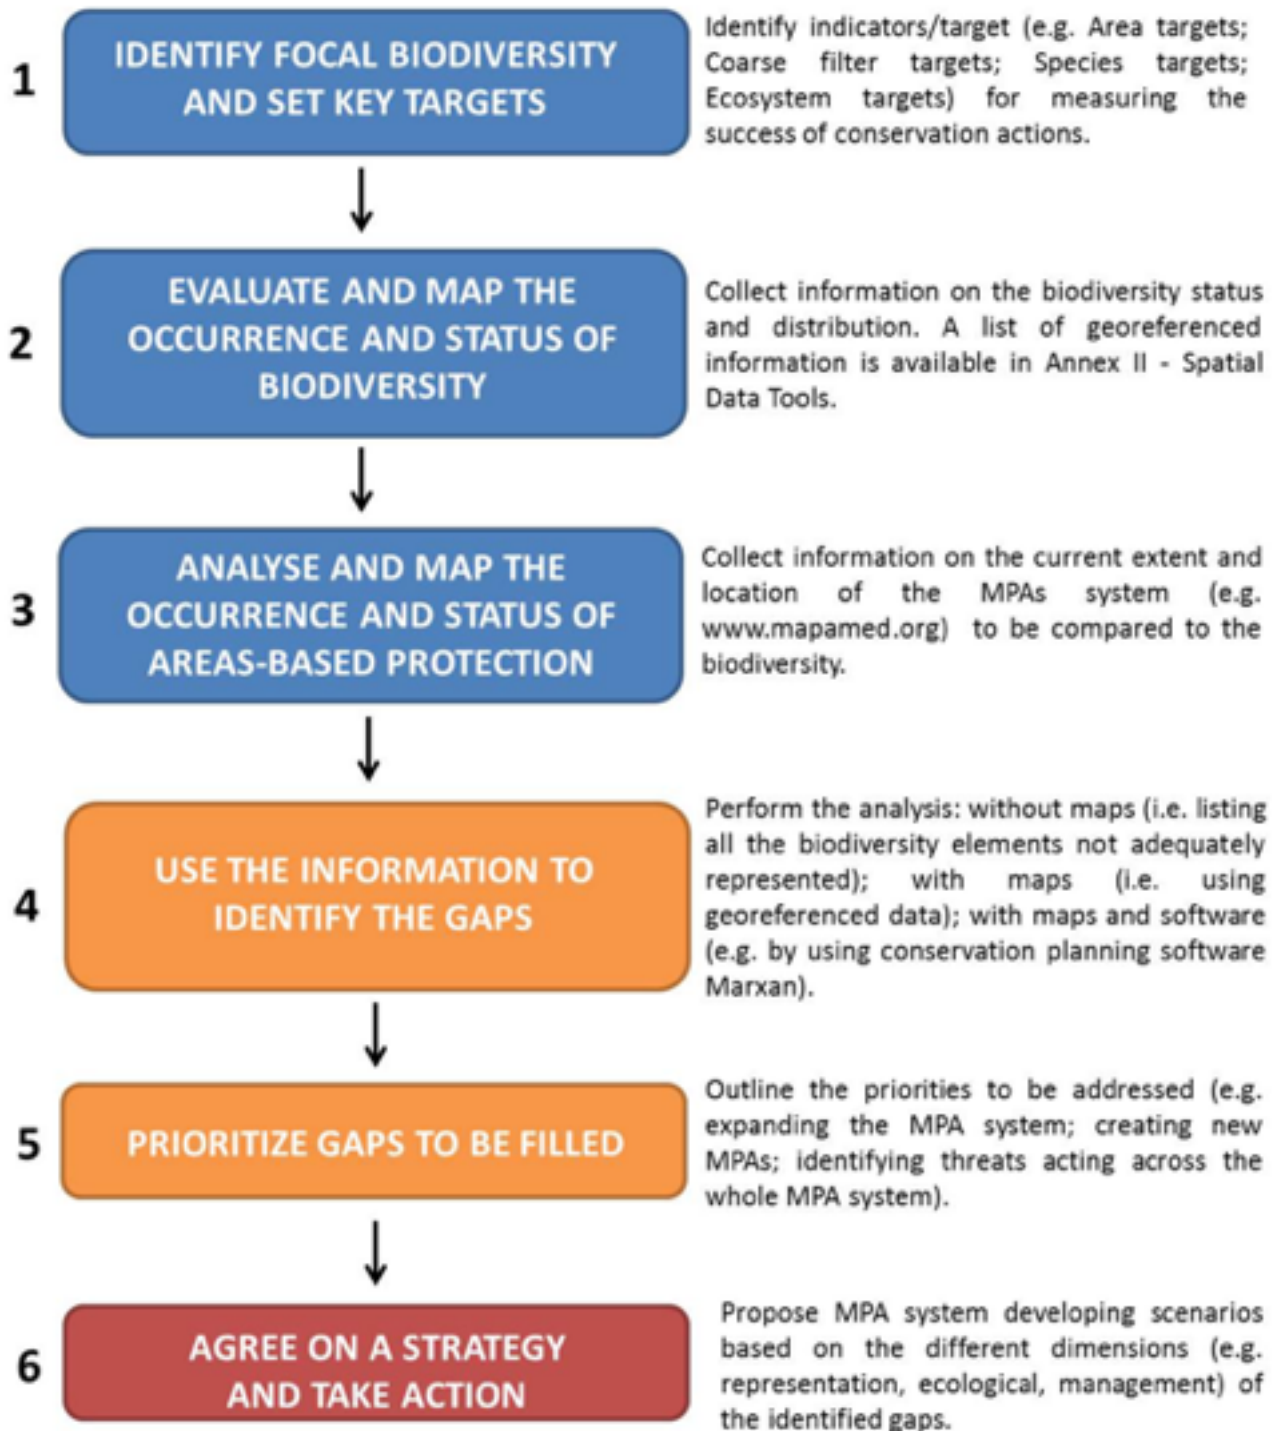 1
IDENTIFY FOCAL BIODIVERSITY
AND SET KEY TARGETS
Identify indicators/target (e.g. Area targets;
Coarse filter targets; Species targets;
Ecosystem targets) for measuring the
success of conservation actions.
2
EVALUATE AND MAP THE
OCCURRENCE AND STATUS OF
BIODIVERSITY
Collect information on the biodiversity status
and distribution. A list of georeferenced
information is available in Annex II - Spatial
Data Tools.
3
ANALYSE AND MAP THE
OCCURRENCE AND STATUS OF
AREAS-BASED PROTECTION
Collect information on the current extent and
location of the MPAs system (e.g.
www.mapamed.org) to be compared to the
biodiversity.
4
USE THE INFORMATION TO
IDENTIFY THE GAPS
Perform the analysis: without maps (i.e. listing
all the biodiversity elements not adequately
represented); with maps (i.e. using
georeferenced data); with maps and software
(e.g. by using conservation planning software
Marxan).
5
PRIORITIZE GAPS TO BE FILLED
Outline the priorities to be addressed (e.g.
expanding the MPA system; creating new
MPAs; identifying threats acting across the
whole MPA system).
6
AGREE ON A STRATEGY
AND TAKE ACTION
Propose MPA system developing scenarios
based on the different dimensions (e.g.
representation, ecological, management) of
the identified gaps.